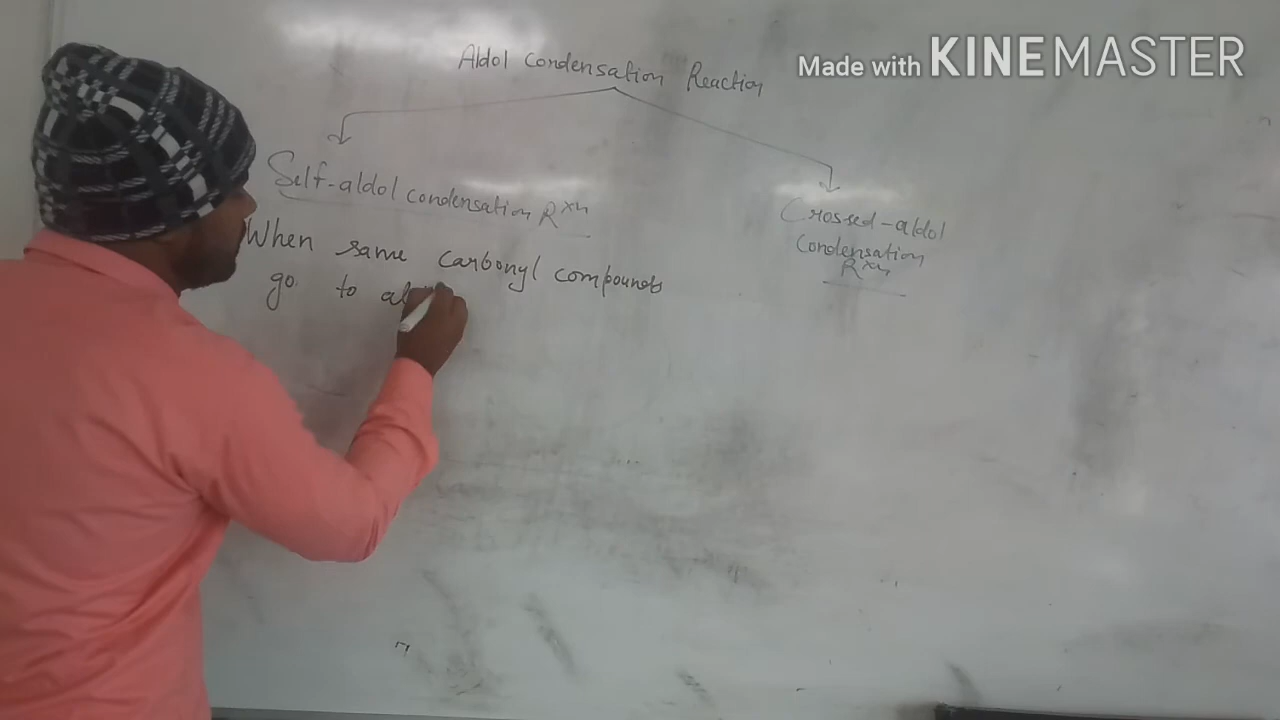 Aldol Condensation Reaction
Made with KINEMASTER
Self-aldol condensation Rxn
When same carbonyl compounds
go to
Crossed-aldol
Condensation
Rxn